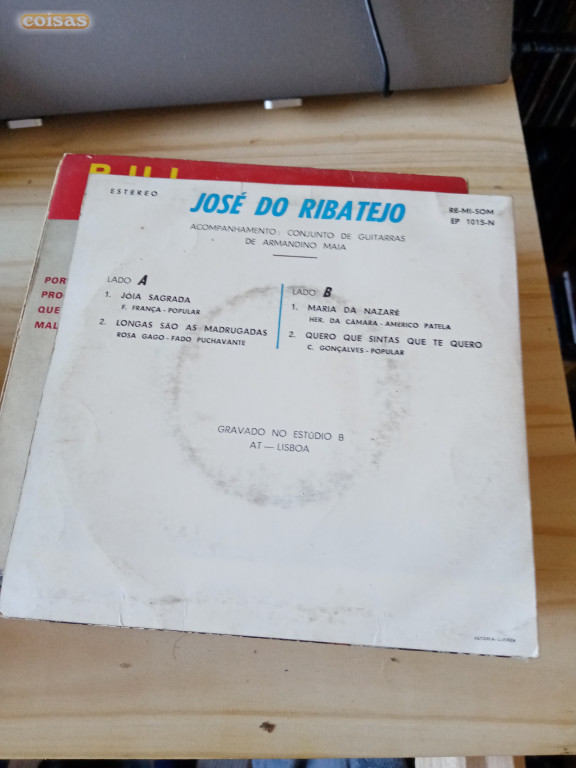 coisas
ESTEREO
JOSÉ DO RIBATEJO
RE-MI-SOM
EP 1015-N
ACOMPANHAMENTO: CONJUNTO DE GUITARRAS
DE ARMANDINO MAIA
LADO A
1. JÓIA SAGRADA
F. FRANÇA - POPULAR
2. LONGAS SÃO AS MADRUGADAS
ROSA GAGO - FADO PUCHAVANTE
LADO B
1. MARIA DA NAZARÉ
HER. DA CÂMARA - AMERICO PATELA
2. QUERO QUE SINTAS QUE TE QUERO
C. GONÇALVES - POPULAR
GRAVADO NO ESTÚDIO B
AT — LISBOA
POR
PRO
QUE
MAL